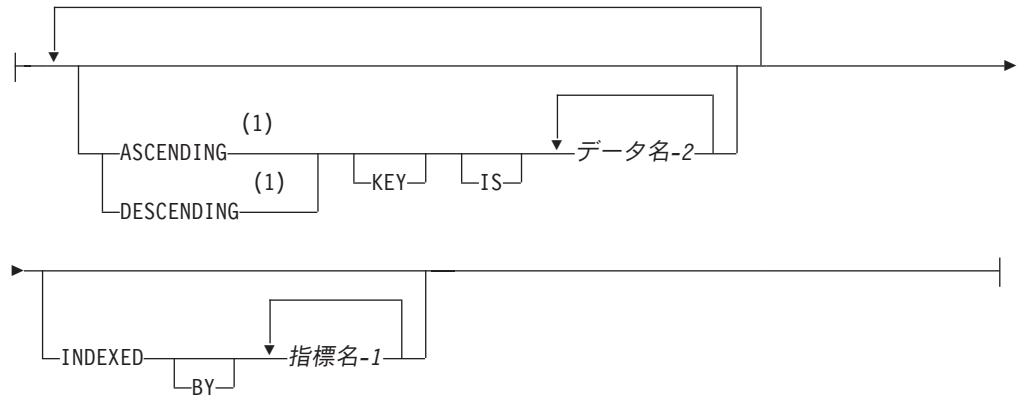 (1)
ASCENDING
データ名-2
(1)
KEY
IS
DESCENDING
INDEXED
指標名-1
BY